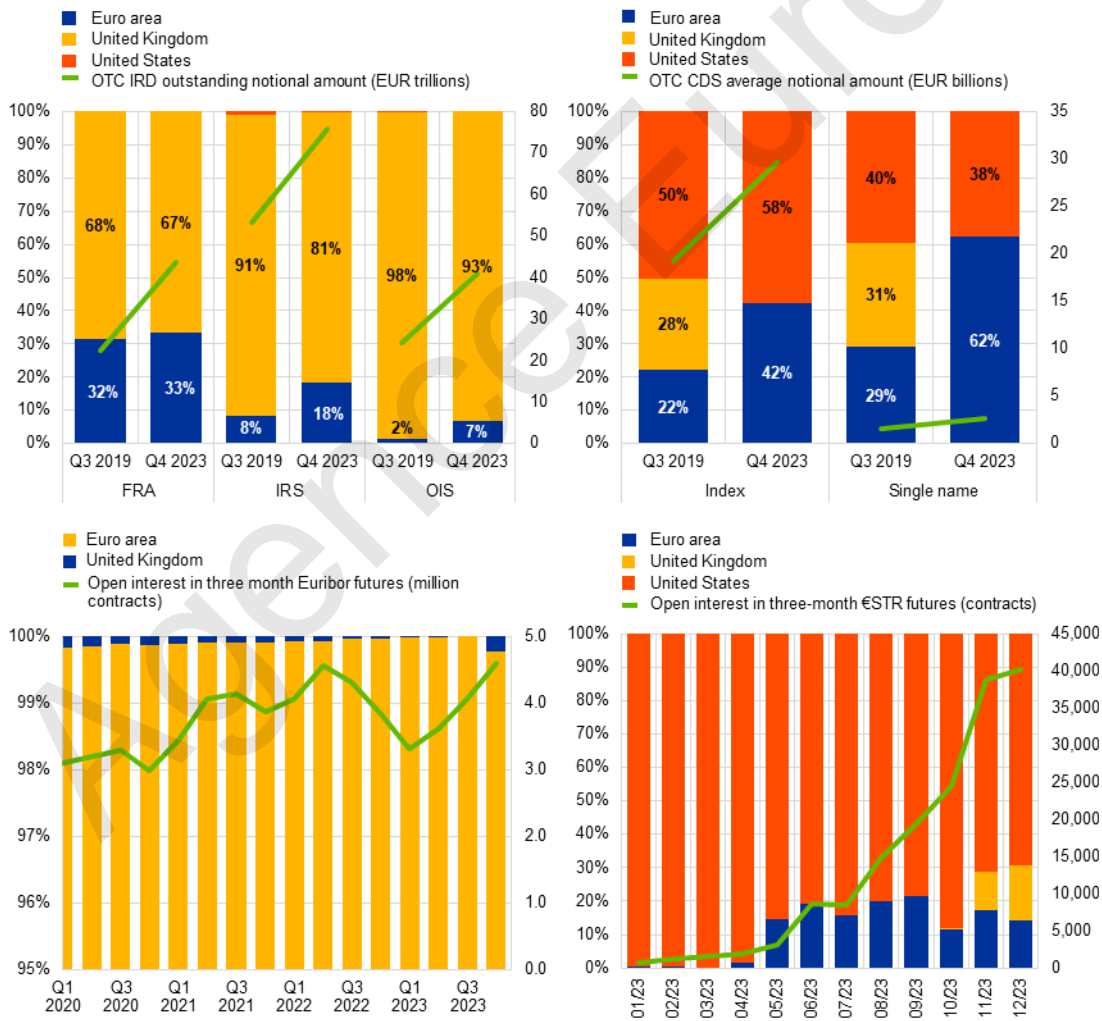 Euro area
United Kingdom
United States
OTC IRD outstanding notional amount (EUR trillions)
100%
90%
80%
70%
60%
50%
40%
30%
20%
10%
0%
80
70
60
50
40
30
20
10
0
68%
67%
91%
81%
98%
93%
32%
33%
8%
18%
2%
7%
Q3 2019
Q4 2023
Q3 2019
Q4 2023
Q3 2019
Q4 2023
FRA
IRS
OIS
Euro area
United Kingdom
United States
OTC CDS average notional amount (EUR billions)
100%
90%
80%
70%
60%
50%
40%
30%
20%
10%
0%
35
30
25
20
15
10
5
0
50%
58%
40%
38%
28%
31%
22%
42%
29%
62%
Q3 2019
Q4 2023
Q3 2019
Q4 2023
Index
Single name
Euro area
United Kingdom
Open interest in three month Euribor futures (million
contracts)
100%
99%
98%
97%
96%
95%
5.0
4.0
3.0
2.0
1.0
0.0
Q1
2020
Q3
2020
Q1
2021
Q3
2021
Q1
2022
Q3
2022
Q1
2023
Q3
2023
Euro area
United Kingdom
United States
Open interest in three-month €STR futures (contracts)
100%
90%
80%
70%
60%
50%
40%
30%
20%
10%
0%
45,000
40,000
35,000
30,000
25,000
20,000
15,000
10,000
5,000
0
01/23
02/23
03/23
04/23
05/23
06/23
07/23
08/23
09/23
10/23
11/23
12/23
Agence Euro